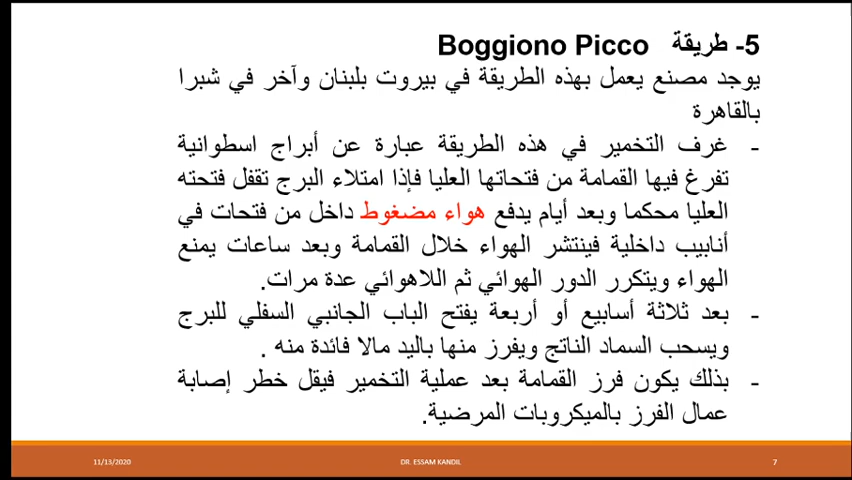 5- طريقة Boggiono Picco
يوجد مصنع يعمل بهذه الطريقة في بيروت بلبنان وآخر في شبرا
بالقاهرة
- غرف التخمير في هذه الطريقة عبارة عن أبراج اسطوانية
تفرغ فيها القمامة من فتحاتها العليا فإذا امتلاء البرج تقفل فتحته
العليا محكما وبعد أيام يدفع هواء مضغوط داخل من فتحات في
أنابيب داخلية فينتشر الهواء خلال القمامة وبعد ساعات يمنع
الهواء ويتكرر الدور الهوائي ثم اللاهوائي عدة مرات.
- بعد ثلاثة أسابيع أو أربعة يفتح الباب الجانبي السفلي للبرج
ويسحب السماد الناتج ويفرز منها باليد مالا فائدة منه .
- بذلك يكون فرز القمامة بعد عملية التخمير فيقل خطر إصابة
عمال الفرز بالميكروبات المرضية.
11/13/2020 DR. ESSAM KANDIL 7